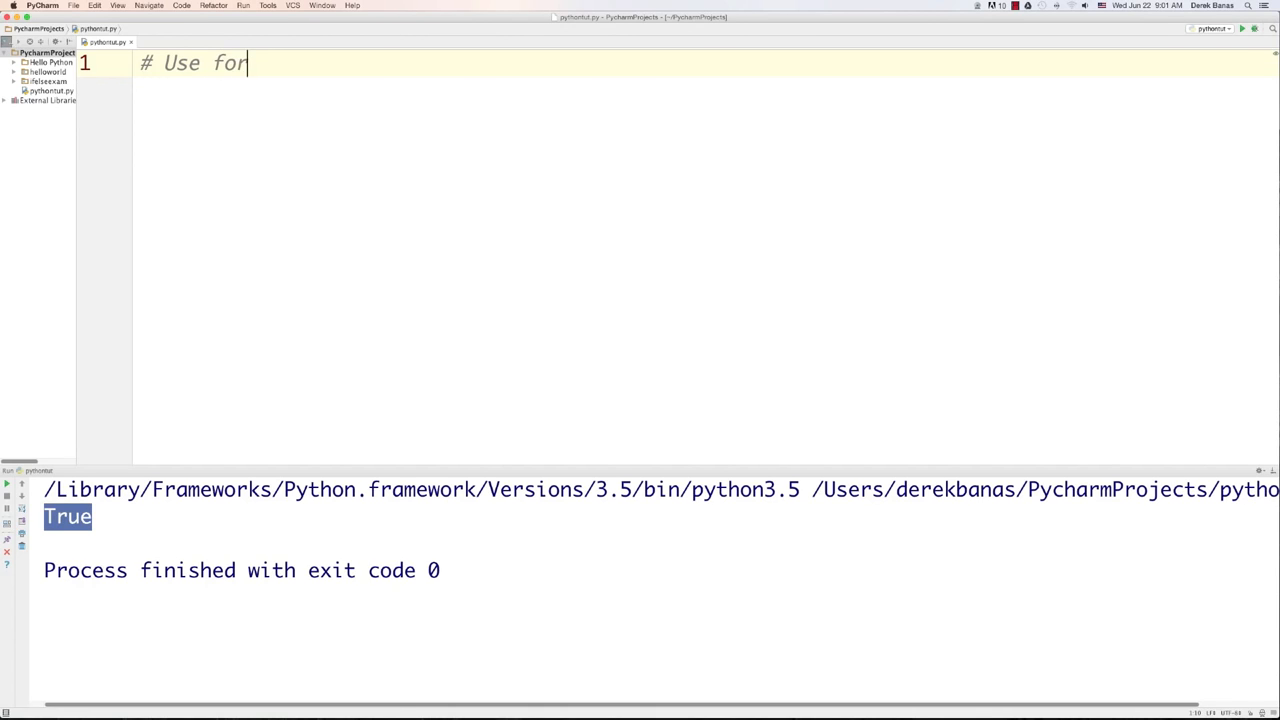 PyCharm File Edit View Navigate Code Refactor Run Tools VCS Window Help 10 Wed Jun 22 9:01 AM Derek Banas
pythontut.py - PycharmProjects - [~/PycharmProjects]
PycharmProjects pythontut.py pythontut
pythontut.py ×
PycharmProject
Hello Python
helloworld
ifelseexam
pythontut.py
External Librarie
1 # Use for
Run pythontut
/Library/Frameworks/Python.framework/Versions/3.5/bin/python3.5 /Users/derekbanas/PycharmProjects/pytho
True
Process finished with exit code 0
1:10 LF÷ UTF-8÷